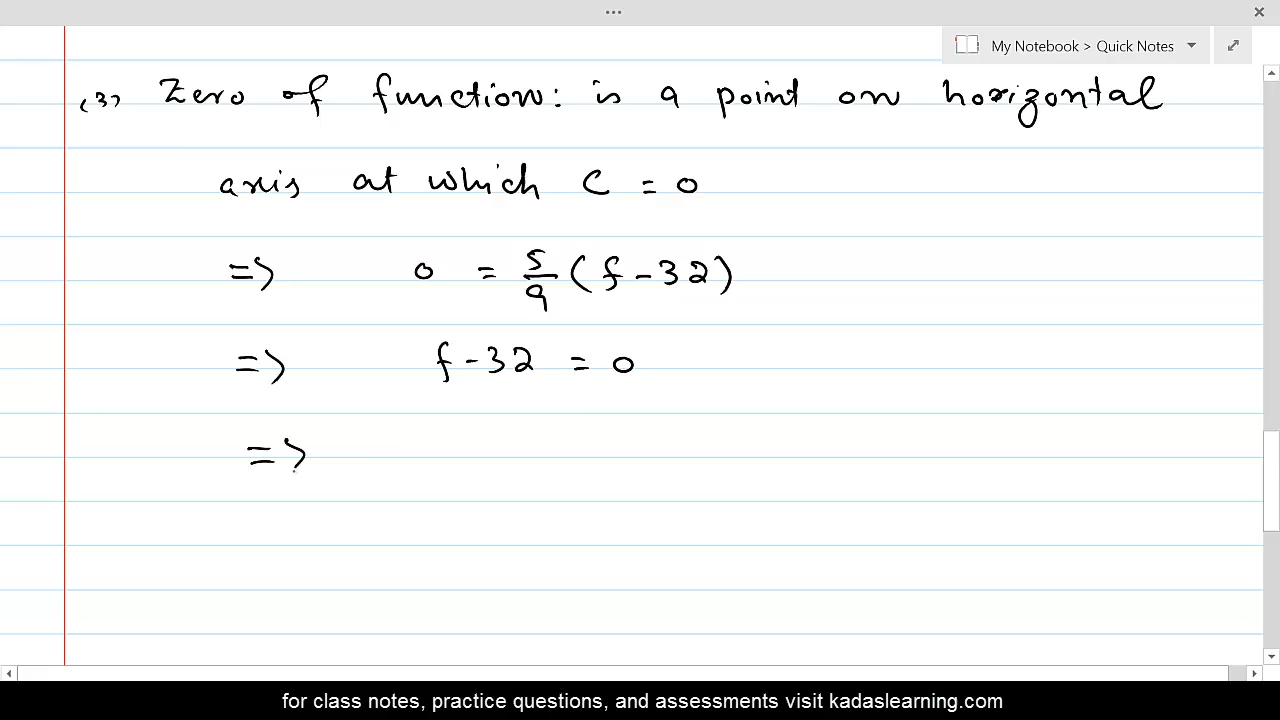 ...
My Notebook > Quick Notes
(3) Zero of function: is a point on horizontal
axis at which C = 0
=> 0 = 5/9 (f - 32)
=> f - 32 = 0
=>
for class notes, practice questions, and assessments visit kadaslearning.com